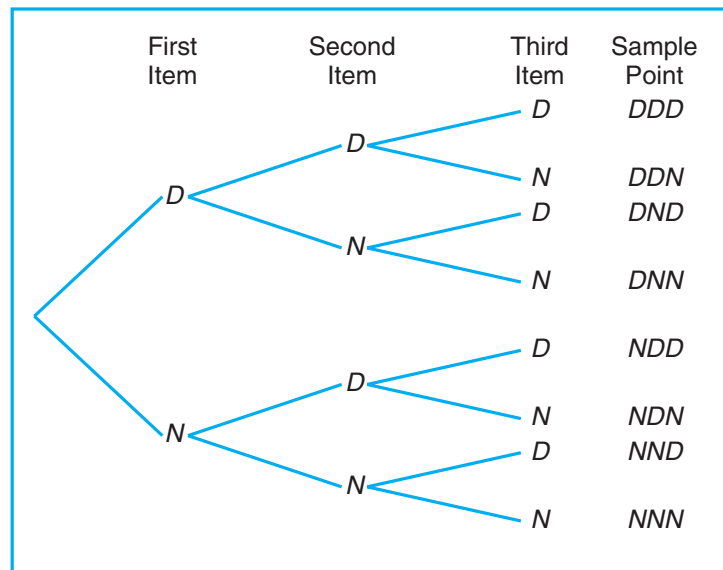 First Second Third Sample
Item Item Item Point
D DDD
D
N DDN
D
D DND
N
N DNN
D NDD
D
N NDN
N
D NND
N
N NNN